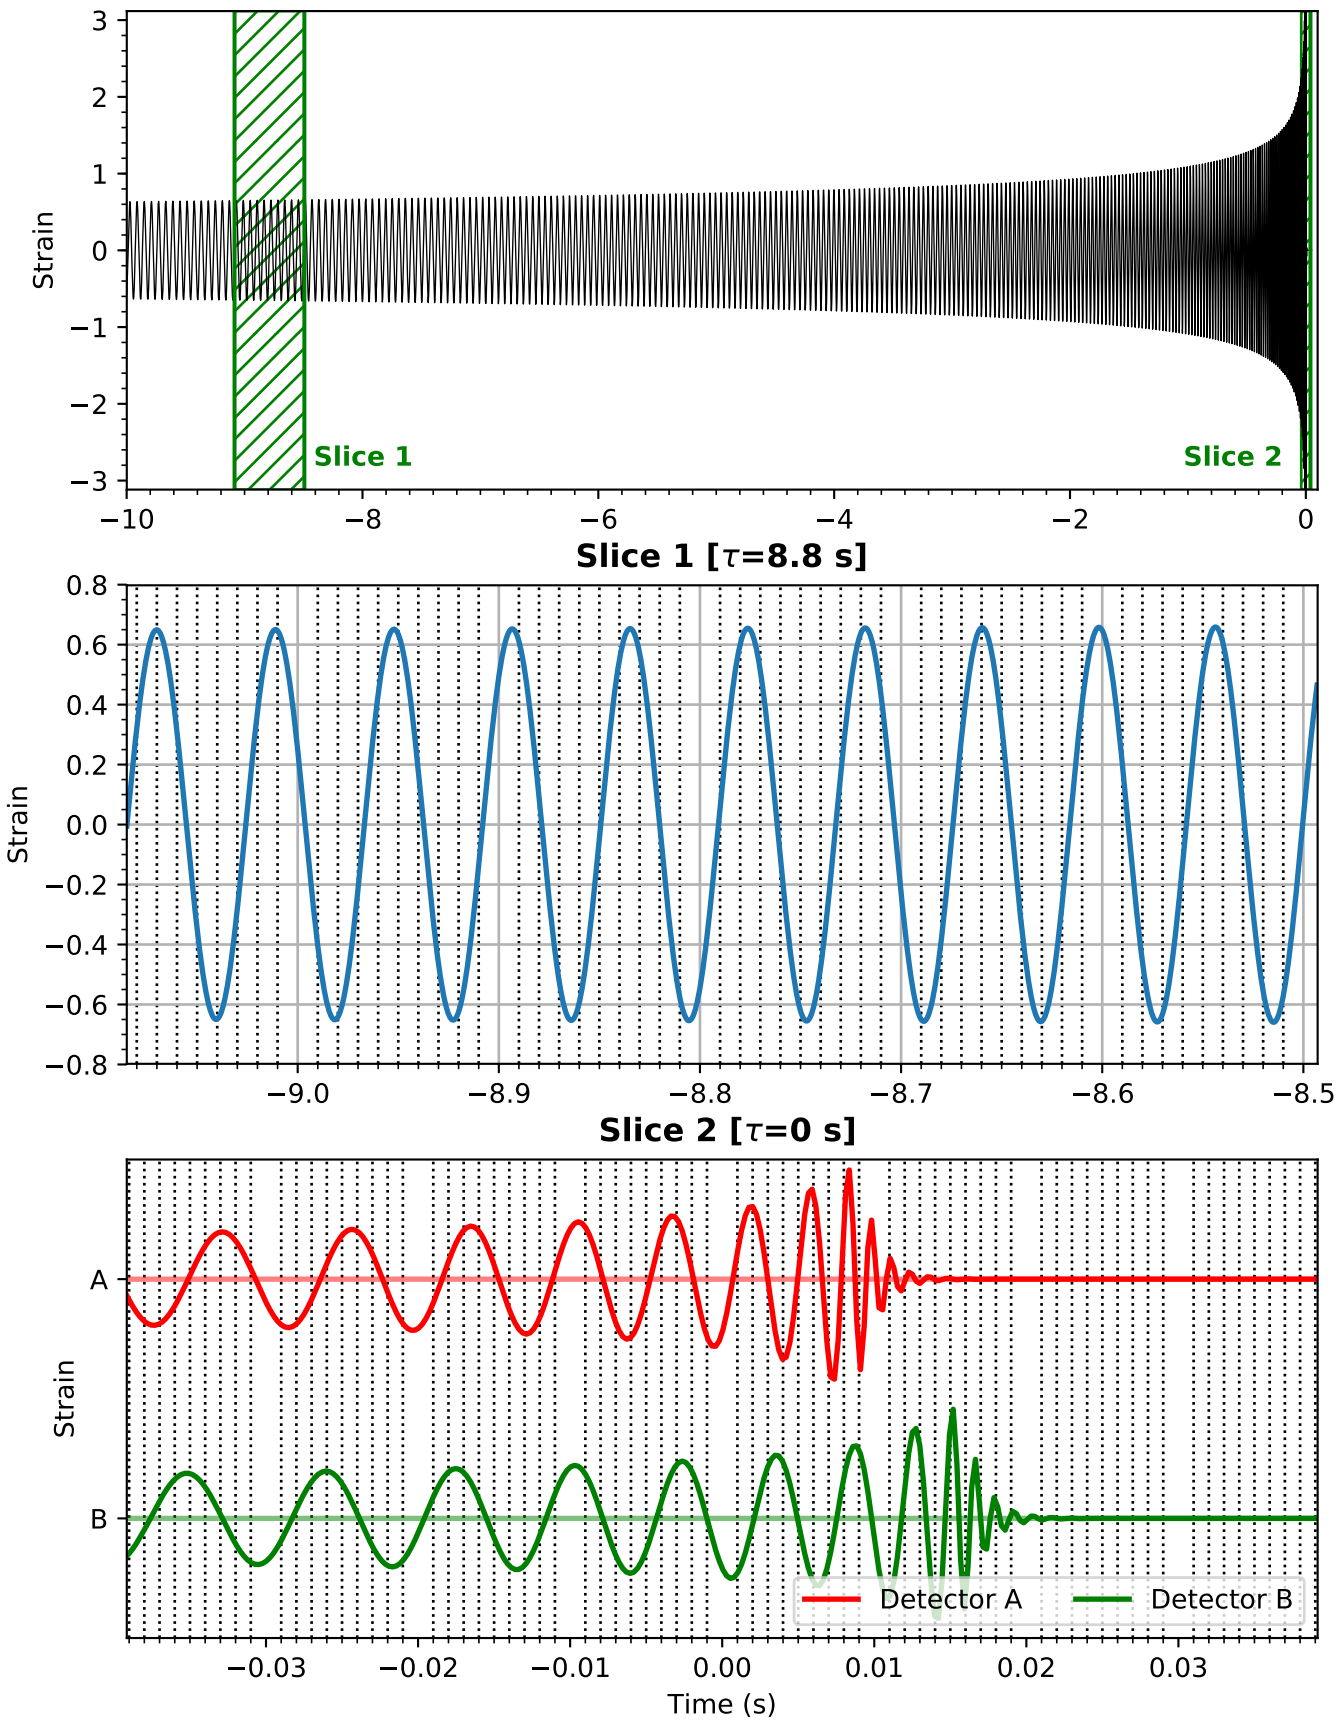 3
2
1
0
−1
−2
−3
Strain
Slice 1
Slice 2
−10 −8 −6 −4 −2 0
Slice 1 [τ=8.8 s]
0.8
0.6
0.4
0.2
0.0
−0.2
−0.4
−0.6
−0.8
Strain
−9.0 −8.9 −8.8 −8.7 −8.6 −8.5
Slice 2 [τ=0 s]
A
B
Strain
Detector A Detector B
−0.03 −0.02 −0.01 0.00 0.01 0.02 0.03
Time (s)